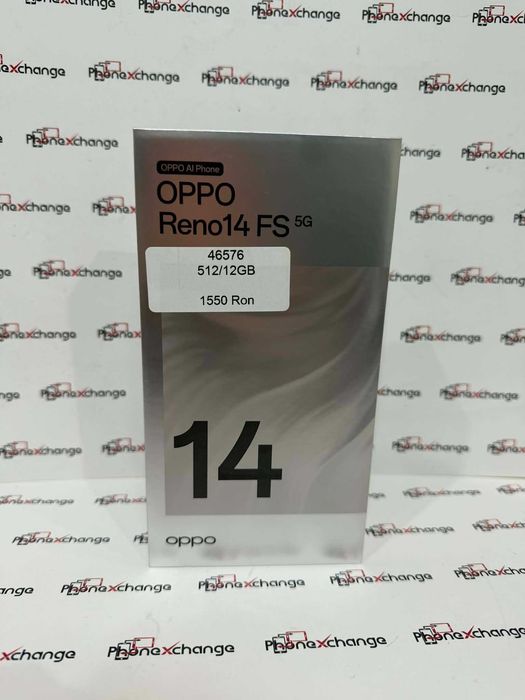 PhonexChange
OPPO AI Phone
OPPO
Reno14 FS 5G
46576
512/12GB
1550 Ron
14
oppo